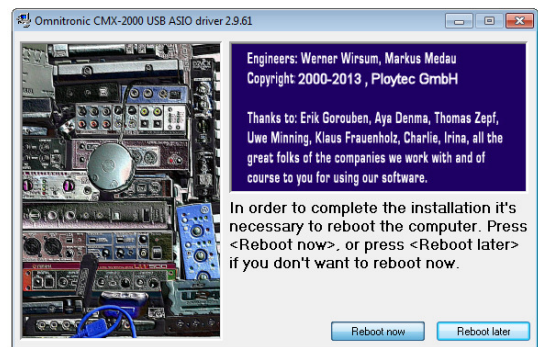 Omnitronic CMX-2000 USB ASIO driver 2.9.61
Engineers: Werner Wirsum, Markus Medau
Copyright 2000-2013 , Ploytec GmbH
Thanks to: Erik Gorouben, Aya Denma, Thomas Zepf,
Uwe Minning, Klaus Frauenholz, Charlie, Irina, all the
great folks of the companies we work with and of
course to you for using our software.
In order to complete the installation it's
necessary to reboot the computer. Press
<Reboot now>, or press <Reboot later>
if you don't want to reboot now.
Reboot now
Reboot later